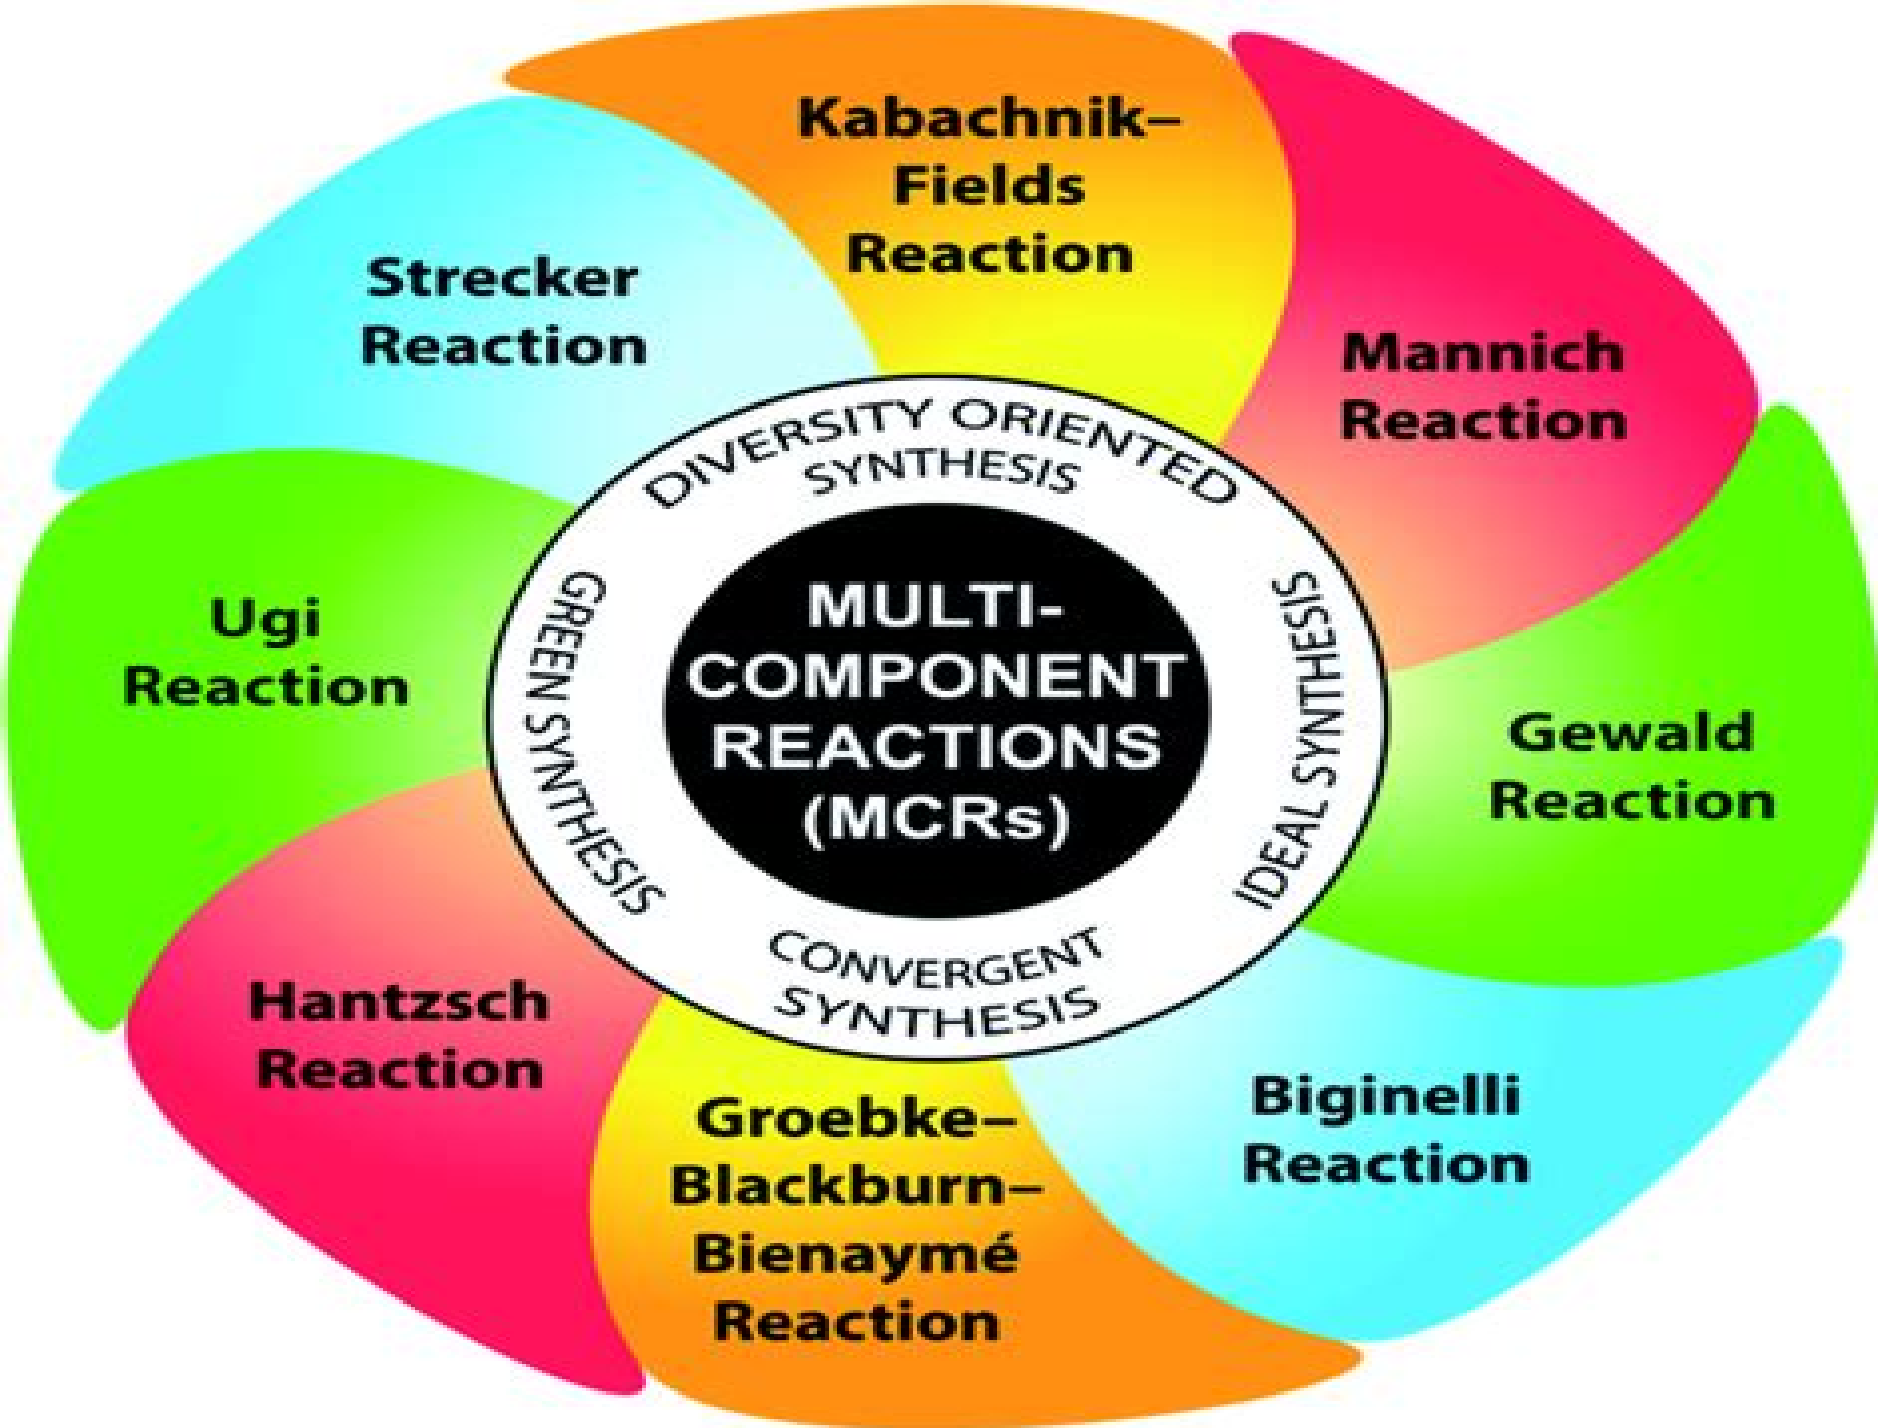 Kabachnik–
Fields
Reaction
Mannich
Reaction
Gewald
Reaction
Biginelli
Reaction
Groebke–
Blackburn–
Bienaymé
Reaction
Hantzsch
Reaction
Ugi
Reaction
Strecker
Reaction
DIVERSITY ORIENTED
SYNTHESIS
IDEAL SYNTHESIS
CONVERGENT
SYNTHESIS
GREEN SYNTHESIS
MULTI-
COMPONENT
REACTIONS
(MCRs)